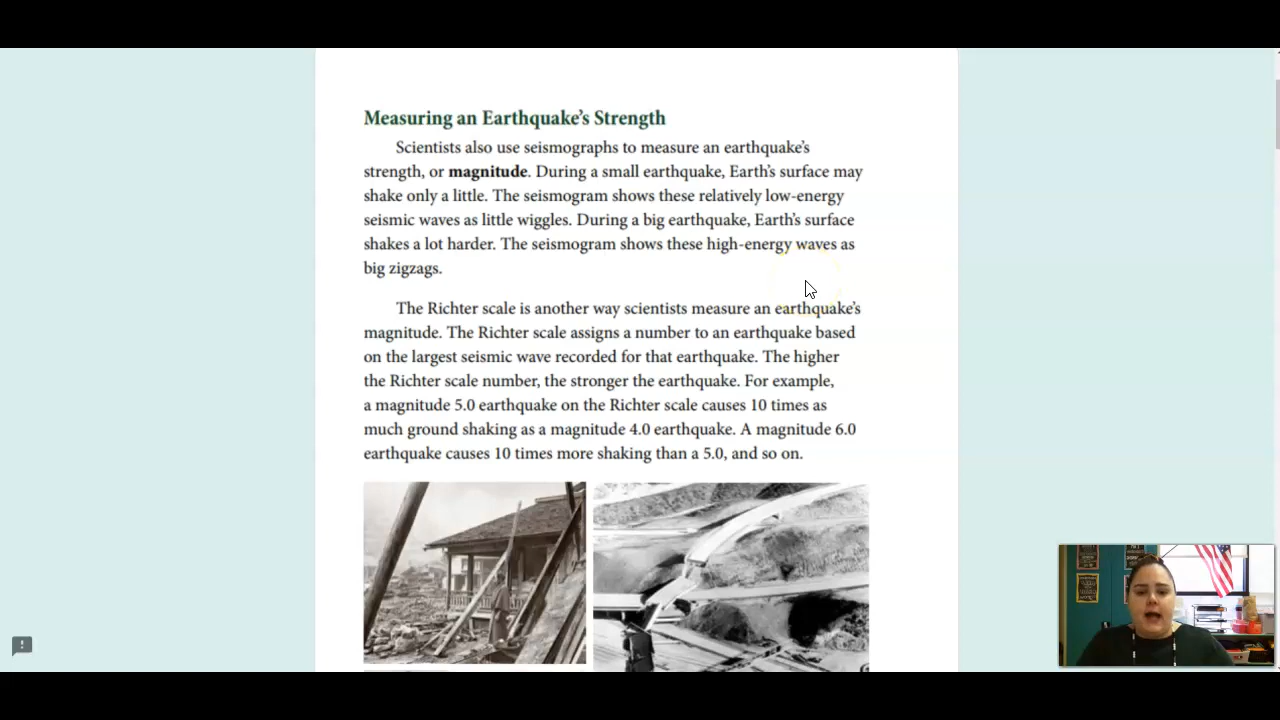 Measuring an Earthquake's Strength
Scientists also use seismographs to measure an earthquake's
strength, or magnitude. During a small earthquake, Earth's surface may
shake only a little. The seismogram shows these relatively low-energy
seismic waves as little wiggles. During a big earthquake, Earth's surface
shakes a lot harder. The seismogram shows these high-energy waves as
big zigzags.
The Richter scale is another way scientists measure an earthquake's
magnitude. The Richter scale assigns a number to an earthquake based
on the largest seismic wave recorded for that earthquake. The higher
the Richter scale number, the stronger the earthquake. For example,
a magnitude 5.0 earthquake on the Richter scale causes 10 times as
much ground shaking as a magnitude 4.0 earthquake. A magnitude 6.0
earthquake causes 10 times more shaking than a 5.0, and so on.